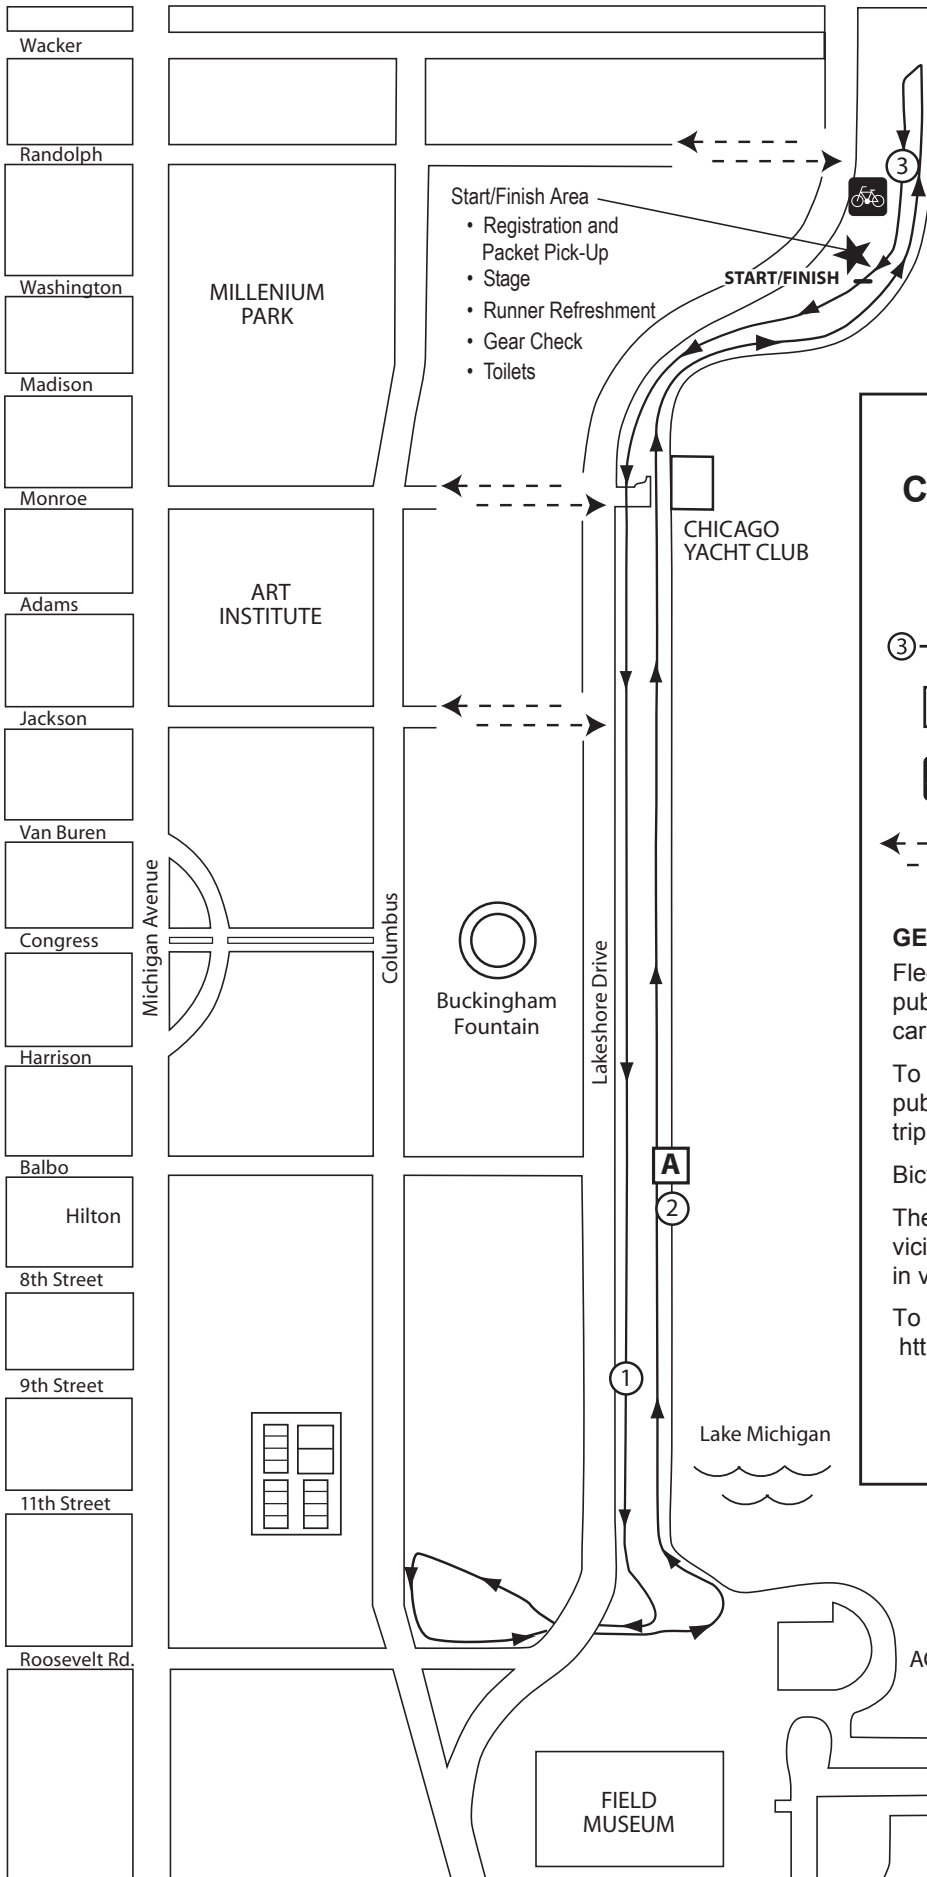 Wacker
Randolph
Washington
Madison
Monroe
Adams
Jackson
Van Buren
Congress
Harrison
Balbo
Hilton
8th Street
9th Street
11th Street
Roosevelt Rd.
Michigan Avenue
MILLENIUM
PARK
ART
INSTITUTE
Columbus
Buckingham
Fountain
Lakeshore Drive
Start/Finish Area
• Registration and
Packet Pick-Up
• Stage
• Runner Refreshment
• Gear Check
• Toilets
START/FINISH
3
CHICAGO
YACHT CLUB
A
2
1
Lake Michigan
FIELD
MUSEUM
C
3
GE
Flee
pub
car
To
pub
trip
Bic
The
vici
in v
To
htt